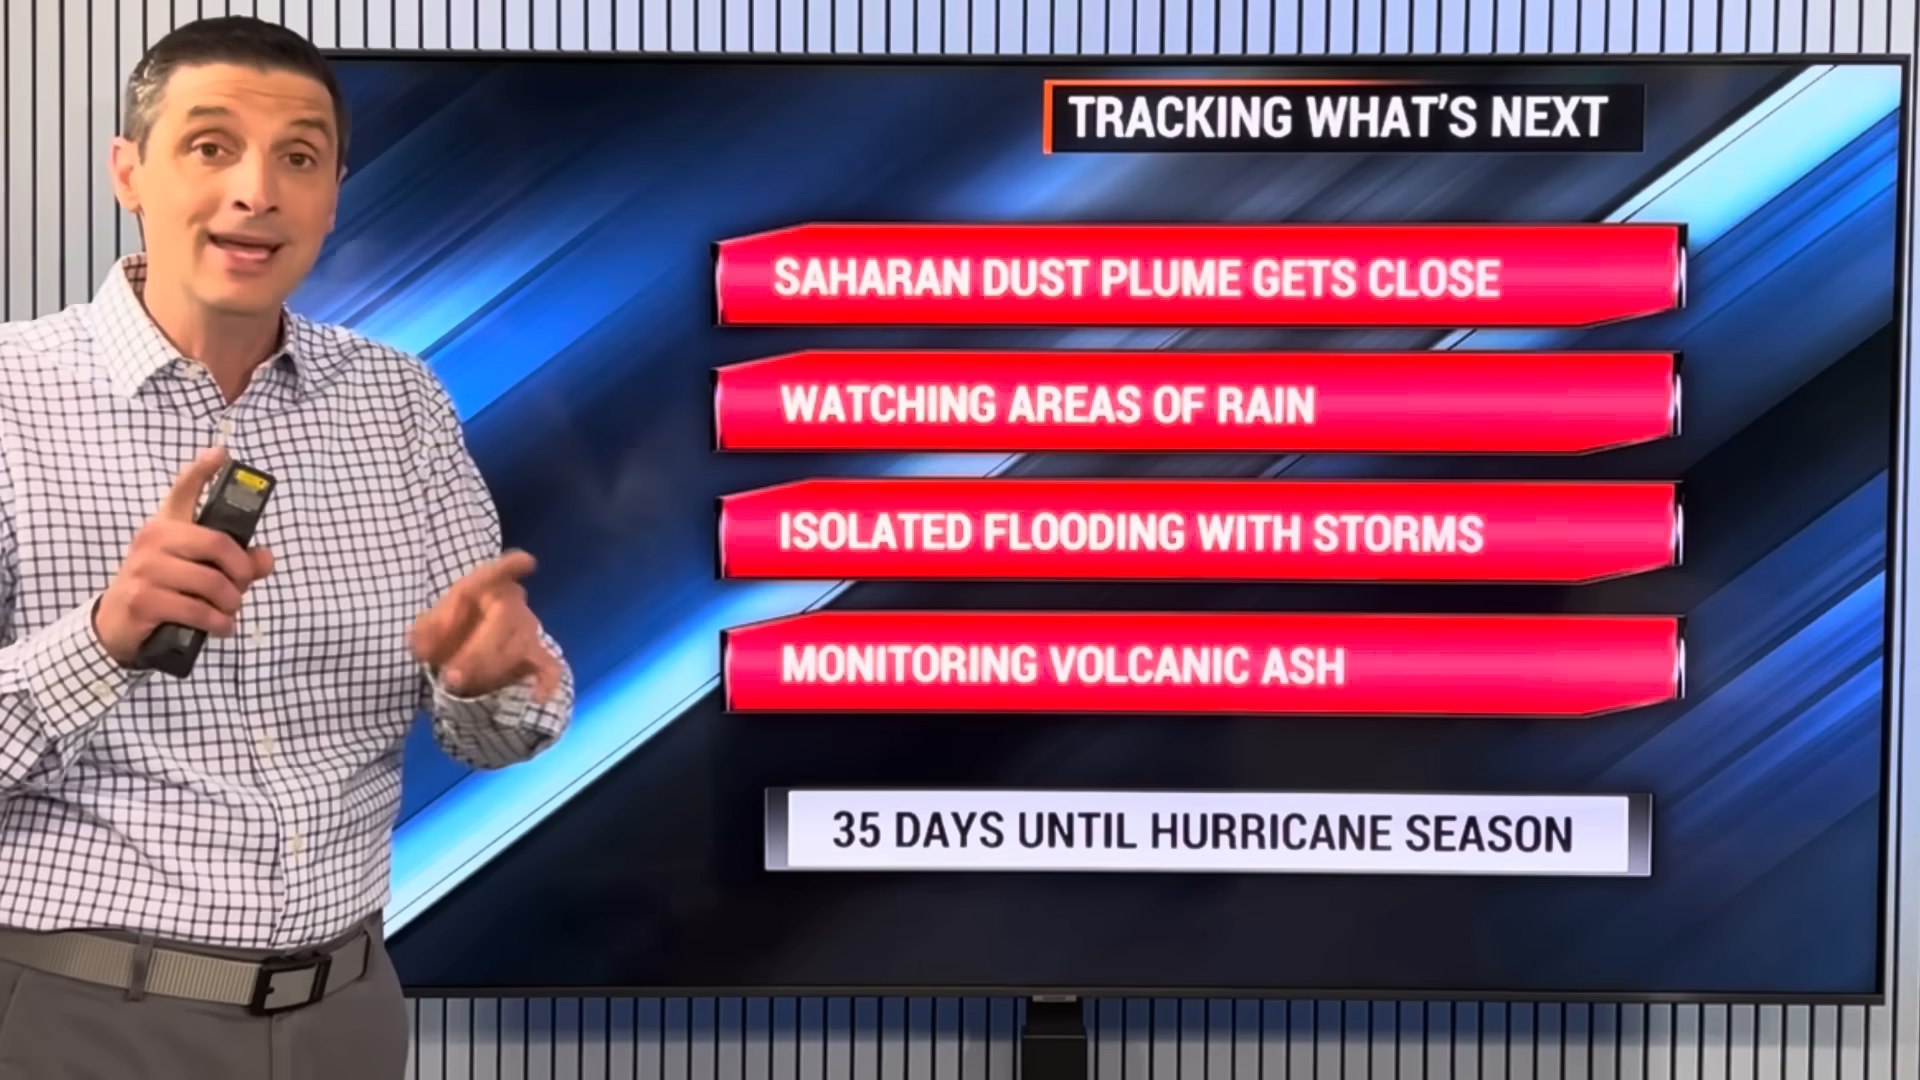 TRACKING WHAT'S NEXT
SAHARAN DUST PLUME GETS CLOSE
WATCHING AREAS OF RAIN
ISOLATED FLOODING WITH STORMS
MONITORING VOLCANIC ASH
35 DAYS UNTIL HURRICANE SEASON